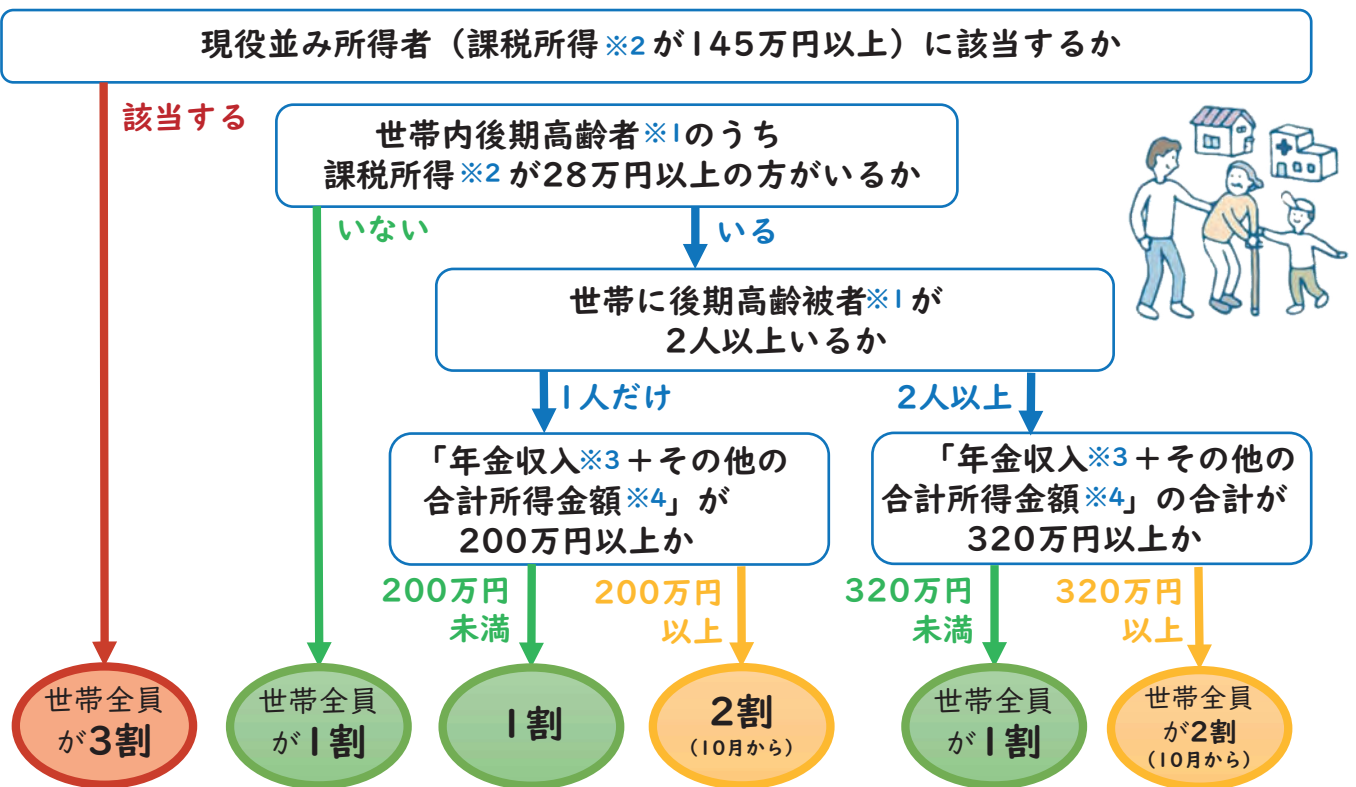 現役並み所得者（課税所得※2が145万円以上）に該当するか
該当する
世帯内後期高齢者※1のうち
課税所得※2が28万円以上の方がいるか
いない
いる
世帯に後期高齢被者※1が
2人以上いるか
1人だけ
2人以上
「年金収入※3＋その他の
合計所得金額※4」が
200万円以上か
「年金収入※3＋その他の
合計所得金額※4」の合計が
320万円以上か
200万円
未満
200万円
以上
320万円
未満
320万円
以上
世帯全員
が3割
世帯全員
が1割
1割
2割
（10月から）
世帯全員
が1割
世帯全員
が2割
（10月から）